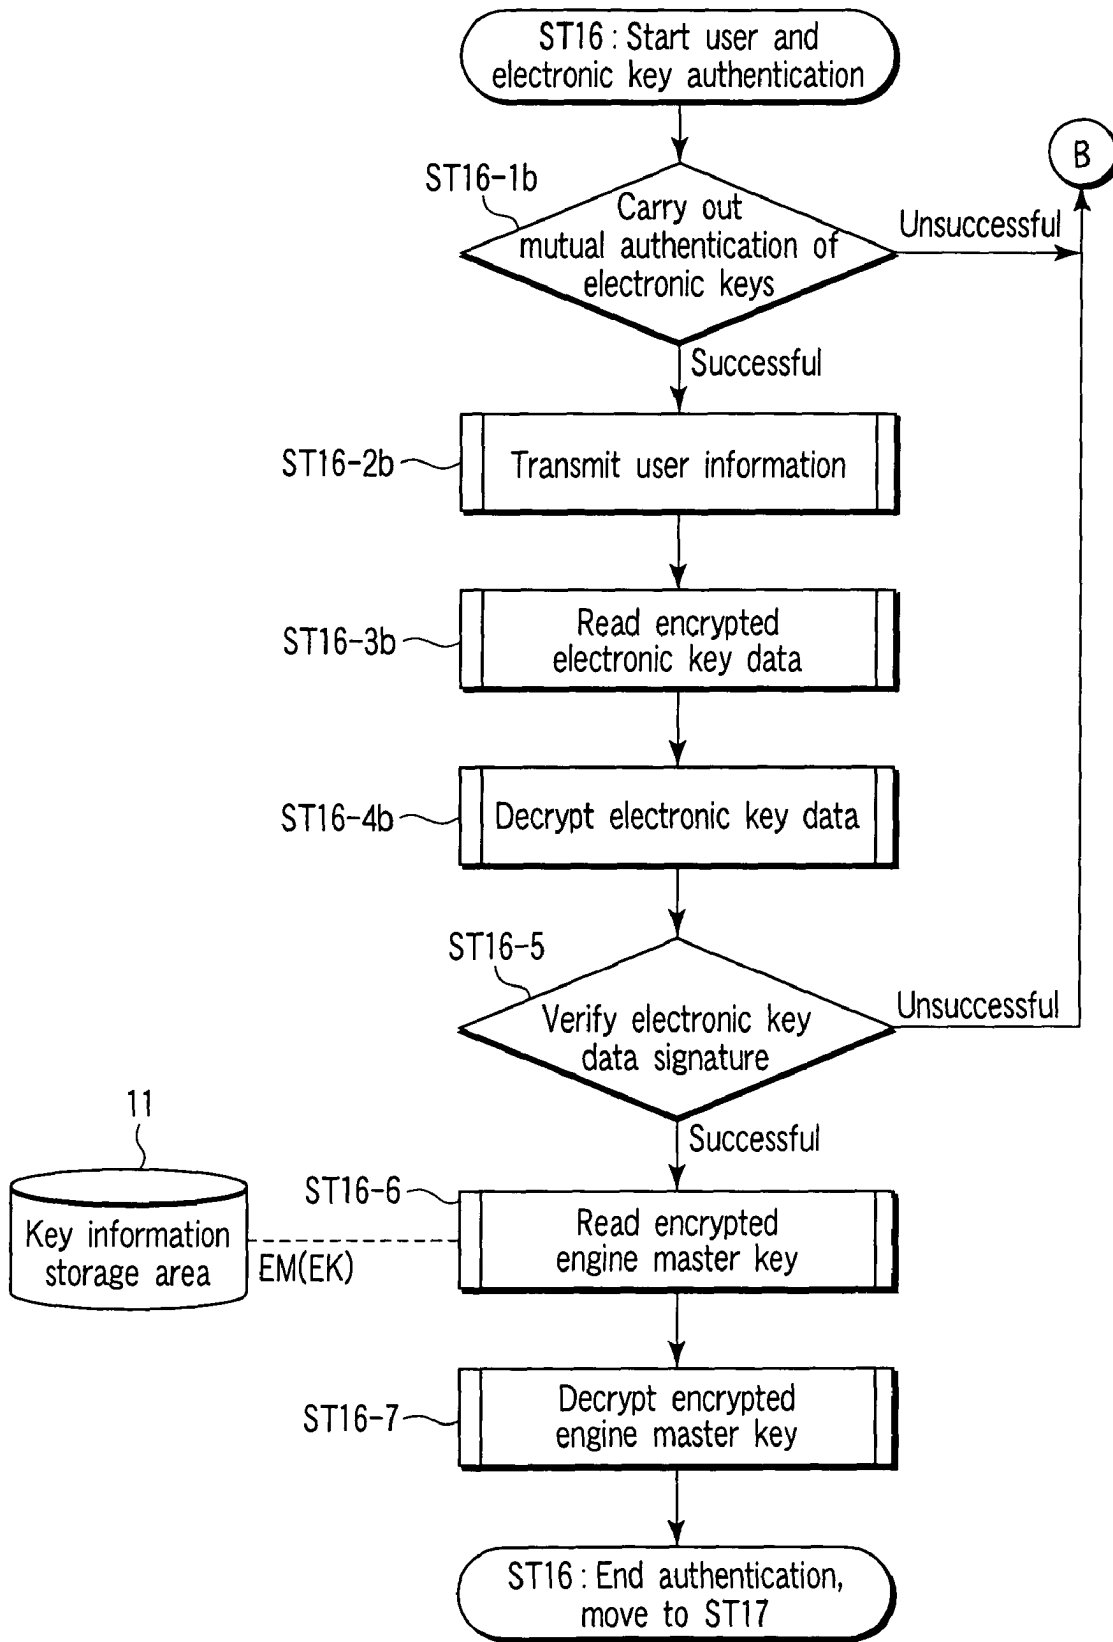 ST16 : Start user and
electronic key authentication
B
ST16-1b
Carry out
mutual authentication of
electronic keys
Unsuccessful
Successful
ST16-2b
Transmit user information
ST16-3b
Read encrypted
electronic key data
ST16-4b
Decrypt electronic key data
ST16-5
Verify electronic key
data signature
Unsuccessful
Successful
11
Key information
storage area
EM(EK)
ST16-6
Read encrypted
engine master key
ST16-7
Decrypt encrypted
engine master key
ST16 : End authentication,
move to ST17